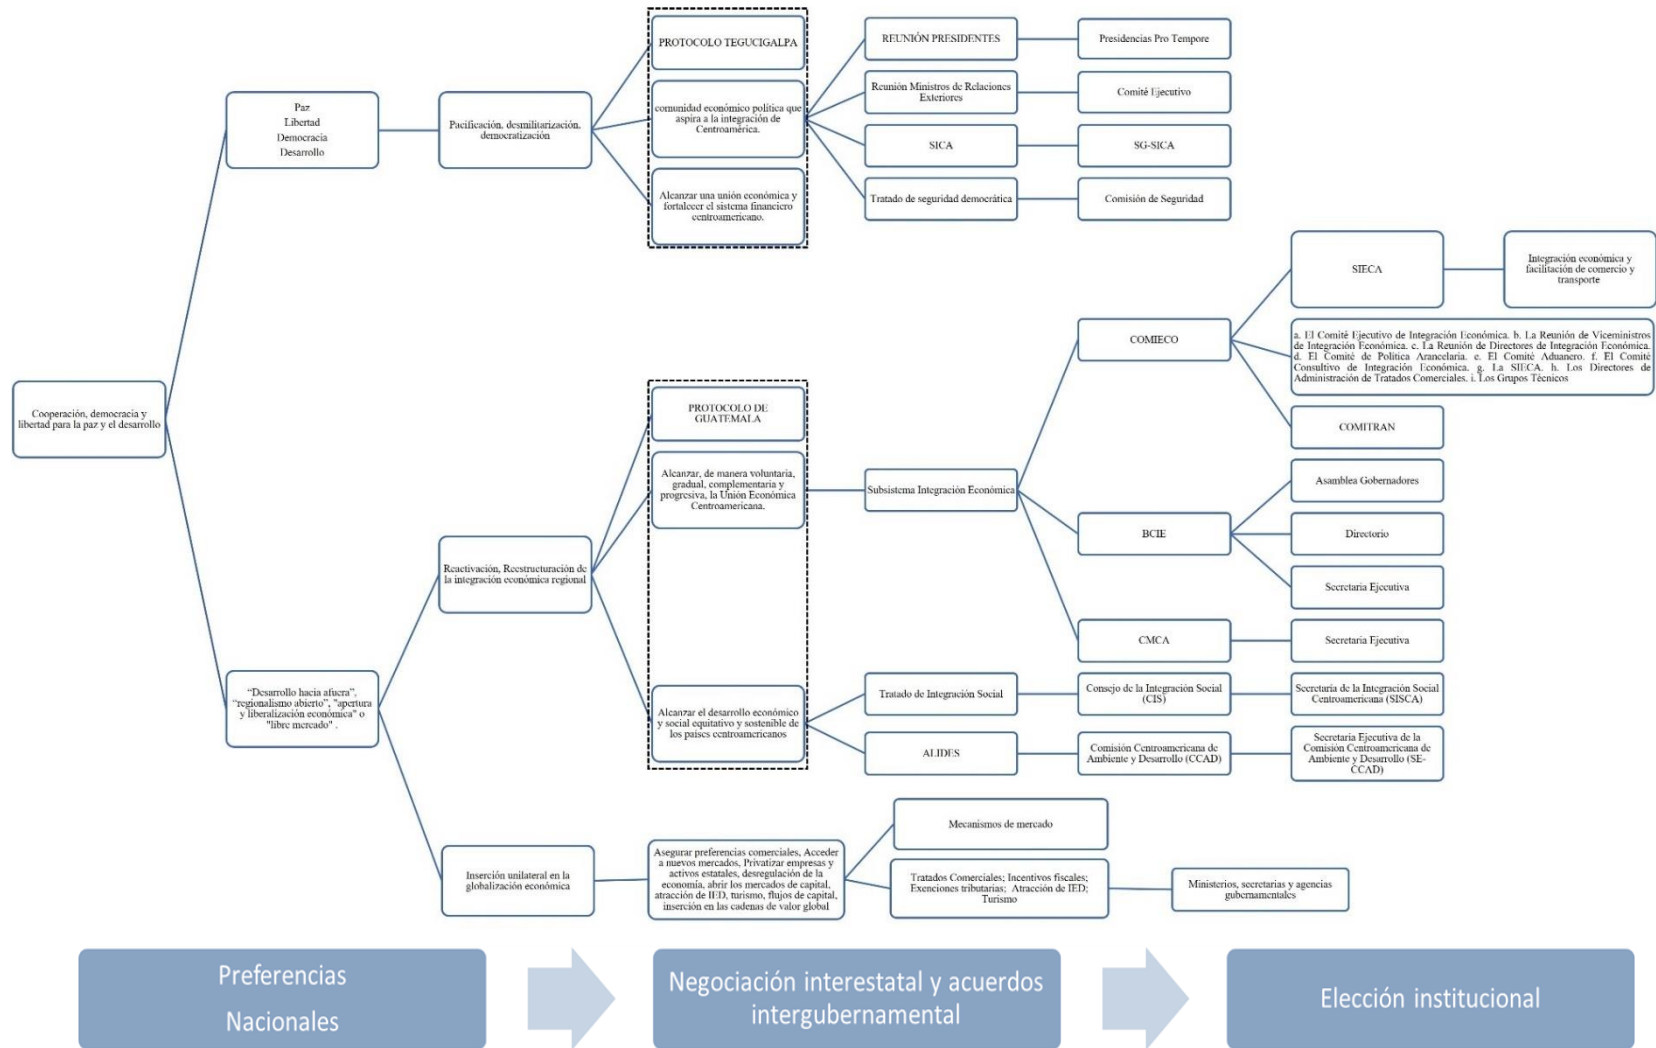 PROTOCOLO TEGUCIGALPA
REUNIÓN PRESIDENTES
Presidencias Pro Tempore
Paz
Libertad
Democracia
Desarrollo
Pacificación, desmilitarización,
democratización
comunidad económico política que
aspira a la integración de
Centroamérica.
Reunión Ministros de Relaciones
Exteriores
Comité Ejecutivo
SICA
SG-SICA
Alcanzar una unión económica y
fortalecer el sistema financiero
centroamericano.
Tratado de seguridad democrática
Comisión de Seguridad
SIECA
Integración económica y
facilitación de comercio y
transporte
COMIECO
a. El Comité Ejecutivo de Integración Económica. b. La Reunión de Viceministros
de Integración Económica. c. La Reunión de Directores de Integración Económica.
d. El Comité de Política Arancelaria. e. El Comité Aduanero. f. El Comité
Consultivo de Integración Económica. g. La SIECA. h. Los Directores de
Administración de Tratados Comerciales. i. Los Grupos Técnicos
COMITRAN
Cooperación, democracia y
libertad para la paz y el desarrollo
PROTOCOLO DE
GUATEMALA
Alcanzar, de manera voluntaria,
gradual, complementaria y
progresiva, la Unión Económica
Centroamericana.
Subsistema Integración Económica
Asamblea Gobernadores
BCIE
Directorio
Secretaria Ejecutiva
Reactivación, Reestructuración de
la integración económica regional
CMCA
Secretaria Ejecutiva
“Desarrollo hacia afuera”,
“regionalismo abierto”, "apertura
y liberalización económica" o
"libre mercado" .
Alcanzar el desarrollo económico
y social equitativo y sostenible de
los países centroamericanos
Tratado de Integración Social
Consejo de la Integración Social
(CIS)
Secretaría de la Integración Social
Centroamericana (SISCA)
ALIDES
Comisión Centroamericana de
Ambiente y Desarrollo (CCAD)
Secretaria Ejecutiva de la
Comisión Centroamericana de
Ambiente y Desarrollo (SE-
CCAD)
Inserción unilateral en la
globalización económica
Asegurar preferencias comerciales, Acceder
a nuevos mercados, Privatizar empresas y
activos estatales, desregulación de la
economía, abrir los mercados de capital,
atracción de IED, turismo, flujos de capital,
inserción en las cadenas de valor global
Mecanismos de mercado
Tratados Comerciales; Incentivos fiscales;
Exenciones tributarias; Atracción de IED;
Turismo
Ministerios, secretarias y agencias
gubernamentales
Preferencias
Nacionales
Negociación interestatal y acuerdos
intergubernamental
Elección institucional